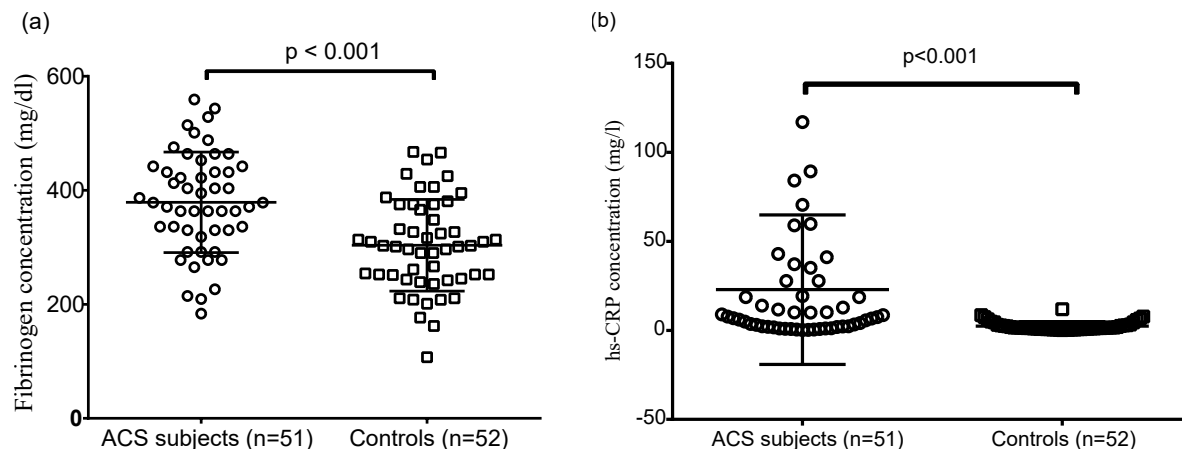 (a)
p < 0.001
Fibrinogen concentration (mg/dl)
600
400
200
0
ACS subjects (n=51)
Controls (n=52)
(b)
p<0.001
hs-CRP concentration (mg/l)
150
100
50
0
-50
ACS subjects (n=51)
Controls (n=52)